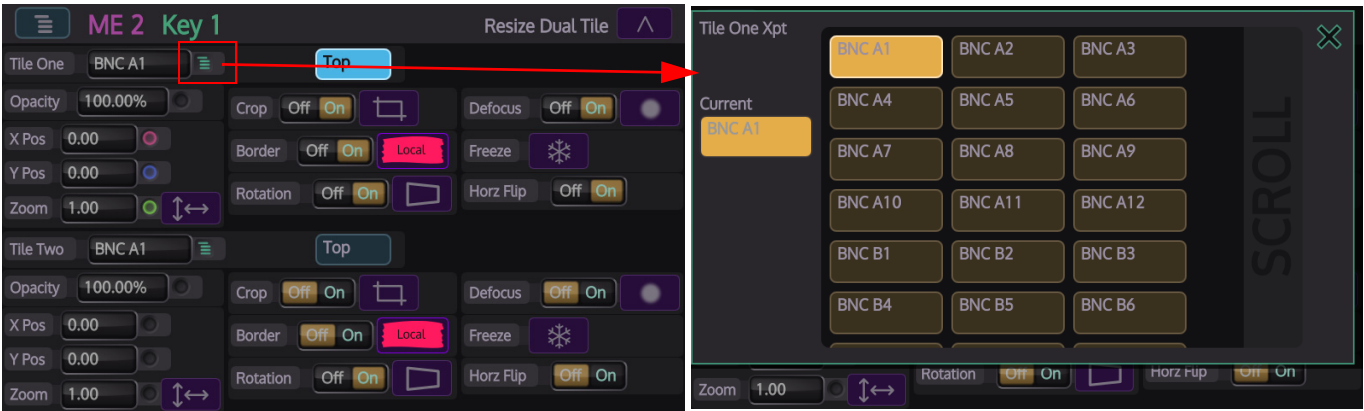 ME 2 Key 1 Resize Dual Tile
Tile One BNC A1 Top
Opacity 100.00% Crop Off On Defocus Off On
X Pos 0.00 Border Off On Local Freeze
Y Pos 0.00
Zoom 1.00 Rotation Off On Horz Flip Off On
Tile Two BNC A1 Top
Opacity 100.00% Crop Off On Defocus Off On
X Pos 0.00 Border Off On Local Freeze
Y Pos 0.00
Zoom 1.00 Rotation Off On Horz Flip Off On
Tile One Xpt
Current
BNC A1
BNC A1 BNC A2 BNC A3
BNC A4 BNC A5 BNC A6
BNC A7 BNC A8 BNC A9
BNC A10 BNC A11 BNC A12
BNC B1 BNC B2 BNC B3
BNC B4 BNC B5 BNC B6
SCROLL
Zoom 1.00 Rotation Off On Horz Flip Off On